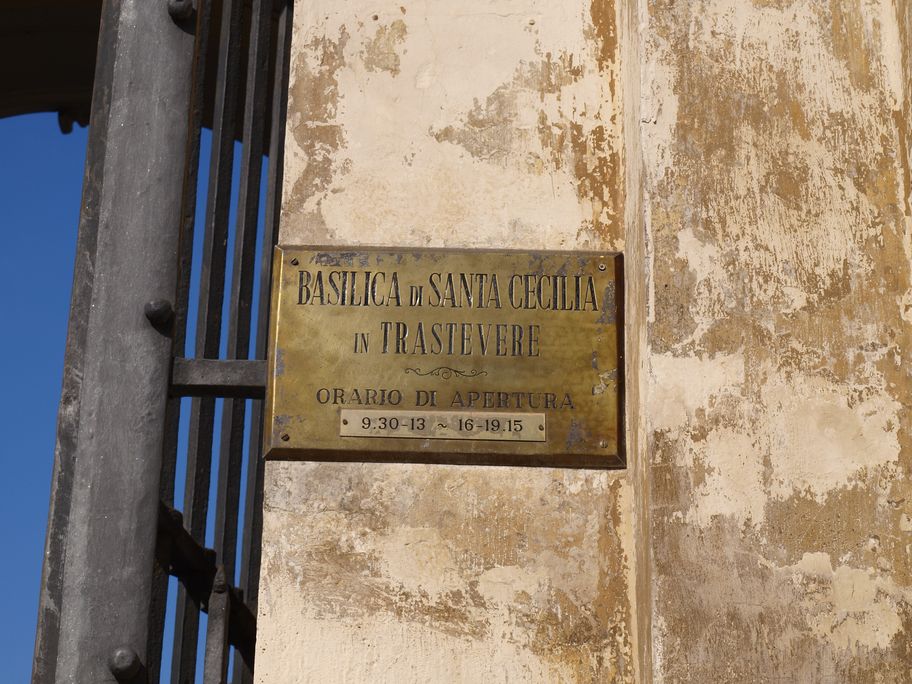 BASILICA DI SANTA CECILIA
IN TRASTEVERE
ORARIO DI APERTURA
9.30-13 ~ 16-19.15